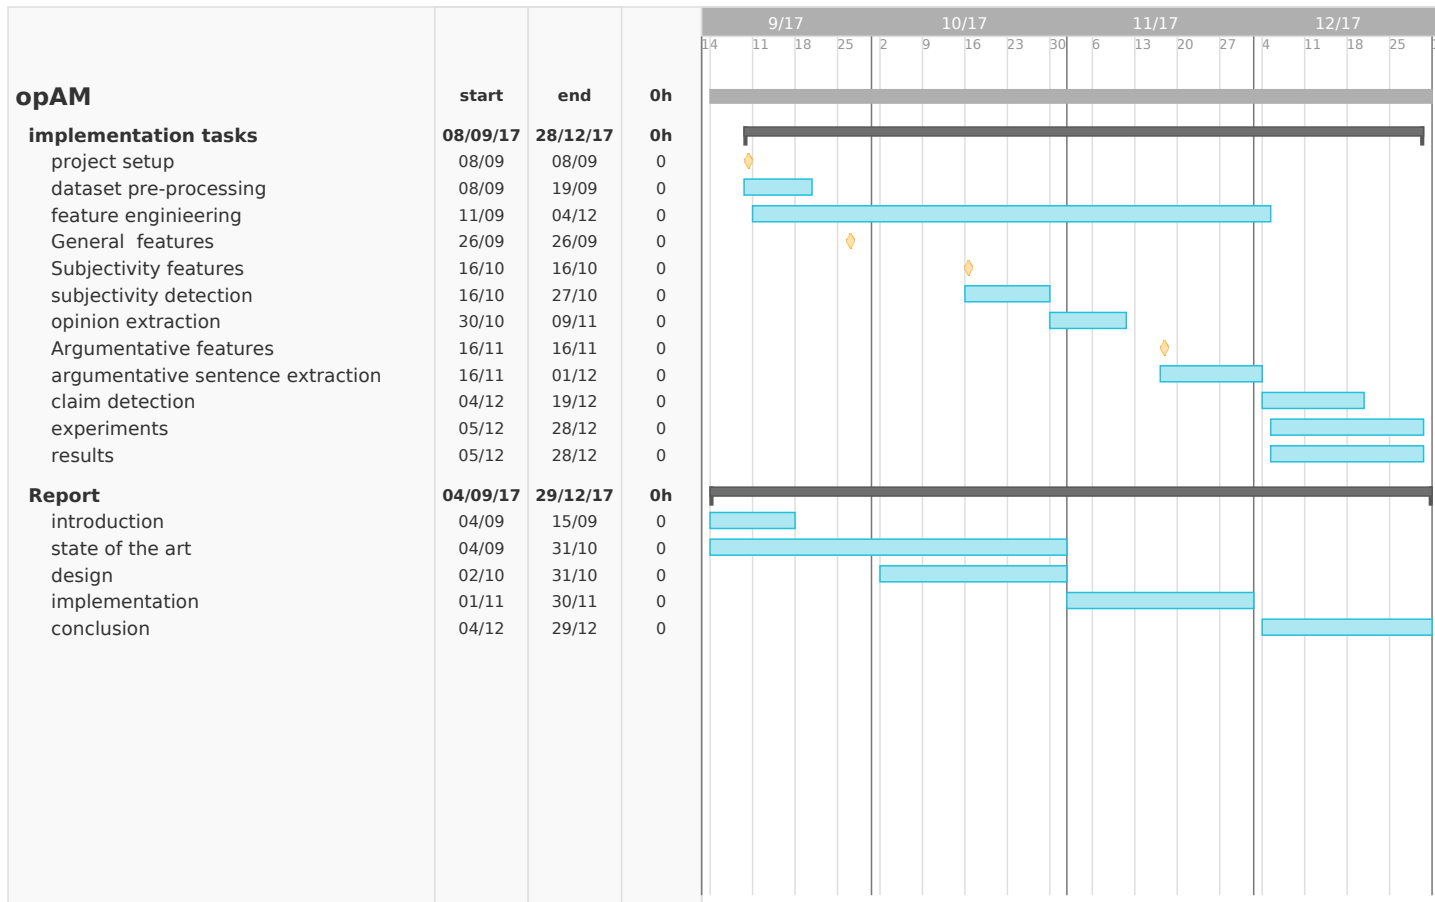 9/17 10/17 11/17 12/17
14 11 18 25 2 9 16 23 30 6 13 20 27 4 11 18 25
opAM start end 0h
implementation tasks 08/09/17 28/12/17 0h
project setup 08/09 08/09 0
dataset pre-processing 08/09 19/09 0
feature enginieering 11/09 04/12 0
General  features 26/09 26/09 0
Subjectivity features 16/10 16/10 0
subjectivity detection 16/10 27/10 0
opinion extraction 30/10 09/11 0
Argumentative features 16/11 16/11 0
argumentative sentence extraction 16/11 01/12 0
claim detection 04/12 19/12 0
experiments 05/12 28/12 0
results 05/12 28/12 0
Report 04/09/17 29/12/17 0h
introduction 04/09 15/09 0
state of the art 04/09 31/10 0
design 02/10 31/10 0
implementation 01/11 30/11 0
conclusion 04/12 29/12 0